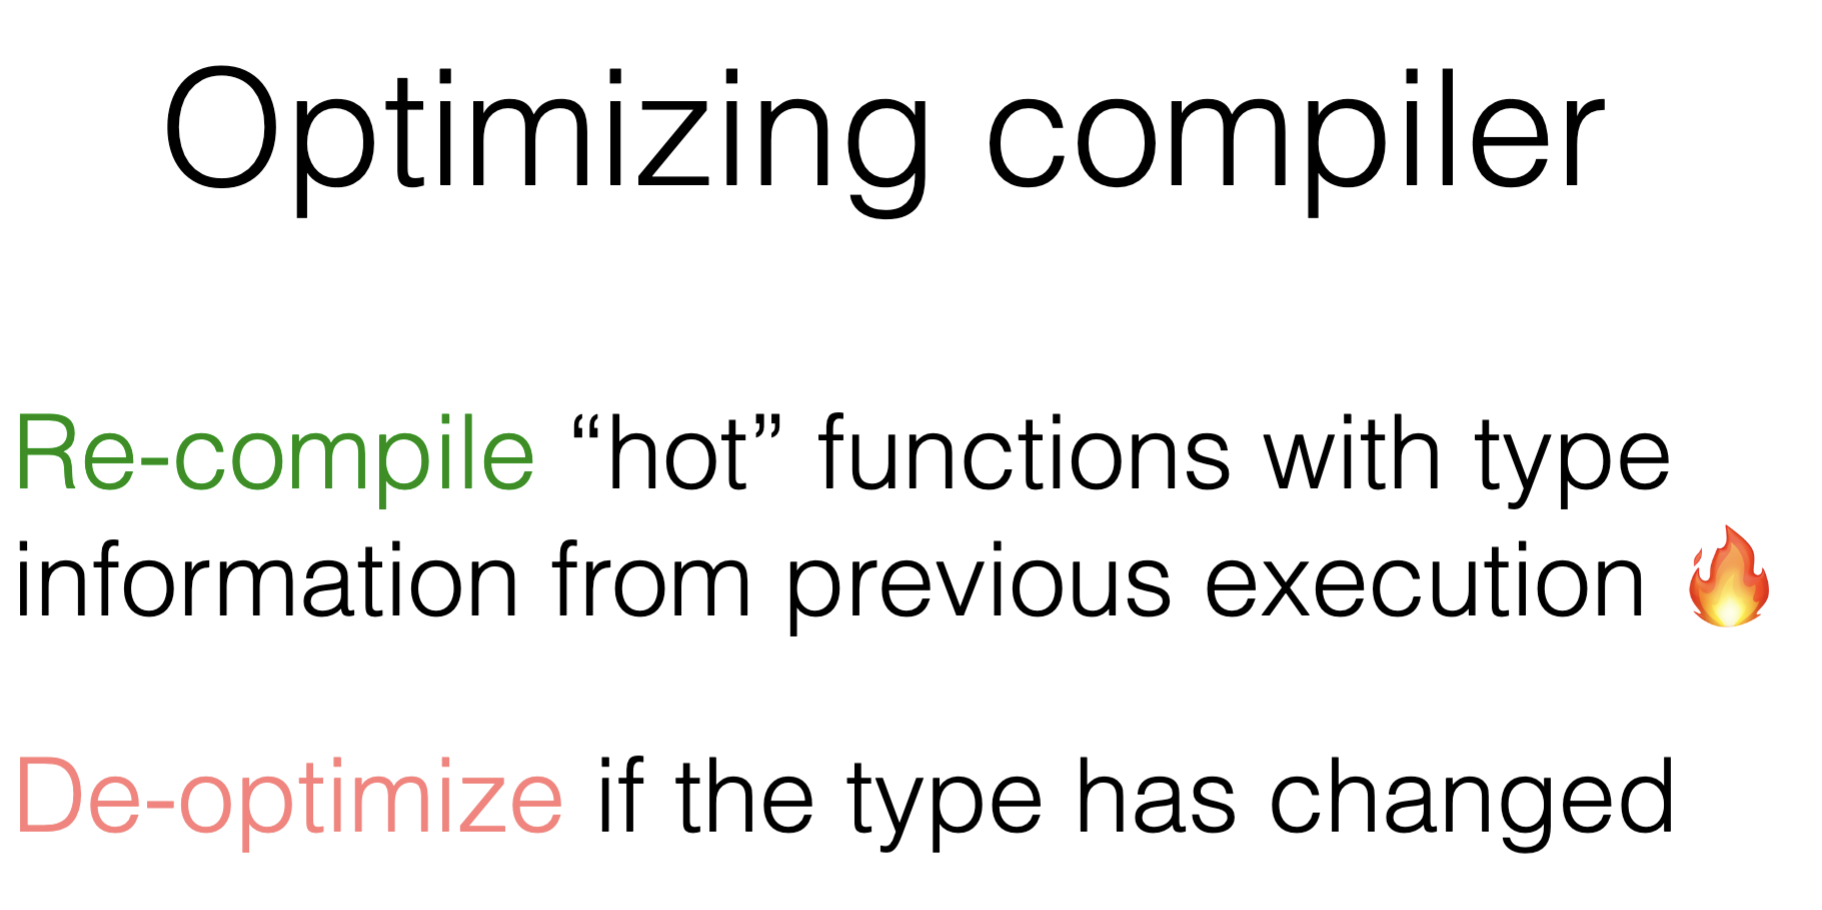 Optimizing compiler
Re-compile “hot” functions with type
information from previous execution 🔥
De-optimize if the type has changed